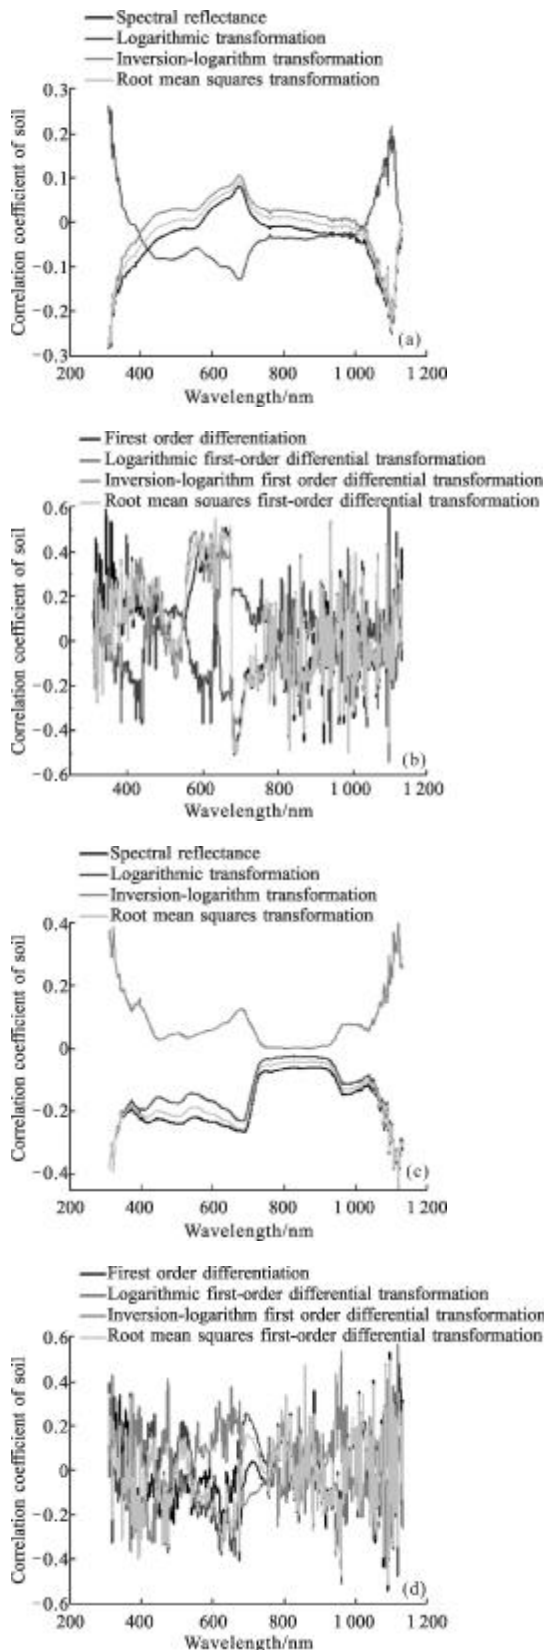 Spectral reflectance
Logarithmic transformation
Inversion-logarithm transformation
Root mean squares transformation
Correlation coefficient of soil
0.3
0.2
0.1
0
−0.1
−0.2
−0.3
(a)
200 400 600 800 1 000 1 200
Wavelength/nm
Firest order differentiation
Logarithmic first-order differential transformation
Inversion-logarithm first order differential transformation
Root mean squares first-order differential transformation
Correlation coefficient of soil
0.6
0.4
0.2
0
−0.2
−0.4
−0.6
(b)
400 600 800 1 000 1 200
Wavelength/nm
Spectral reflectance
Logarithmic transformation
Inversion-logarithm transformation
Root mean squares transformation
Correlation coefficient of soil
0.4
0.2
0
−0.2
−0.4
(c)
200 400 600 800 1 000 1 200
Wavelength/nm
Firest order differentiation
Logarithmic first-order differential transformation
Inversion-logarithm first order differential transformation
Root mean squares first-order differential transformation
Correlation coefficient of soil
0.6
0.4
0.2
0
−0.2
−0.4
−0.6
(d)
200 400 600 800 1 000 1 200
Wavelength/nm